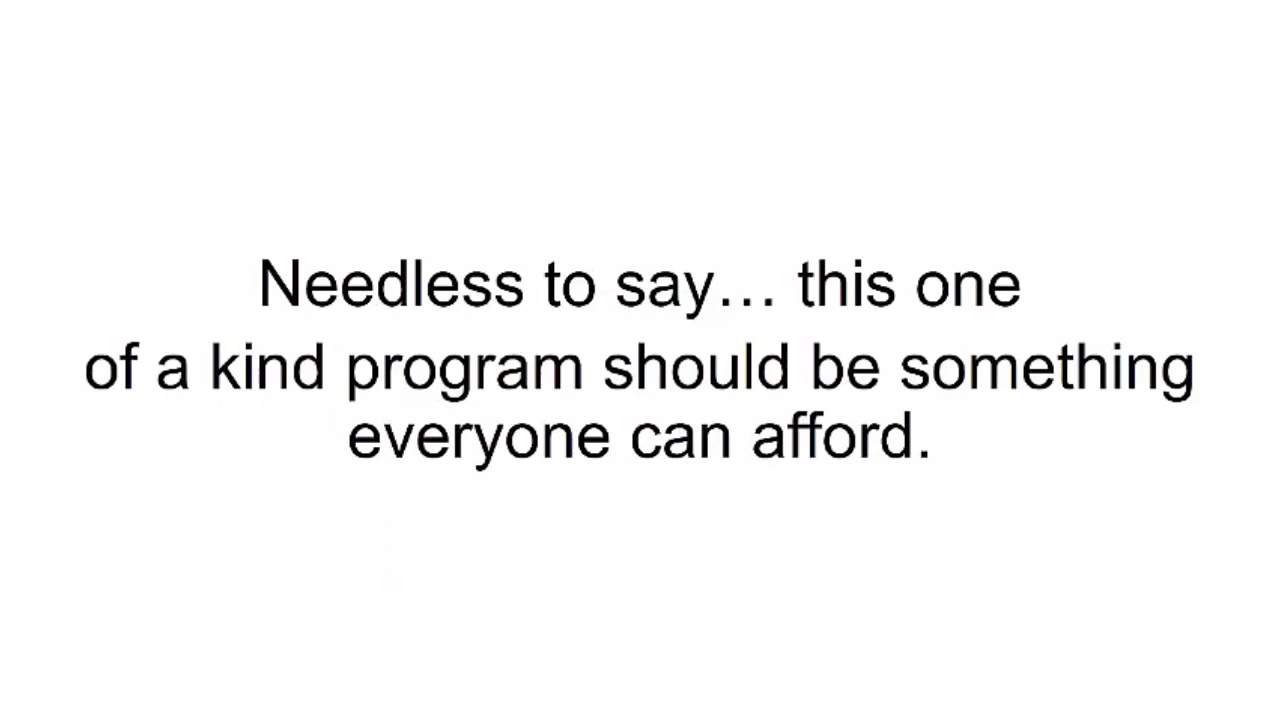 Needless to say… this one
of a kind program should be something
everyone can afford.